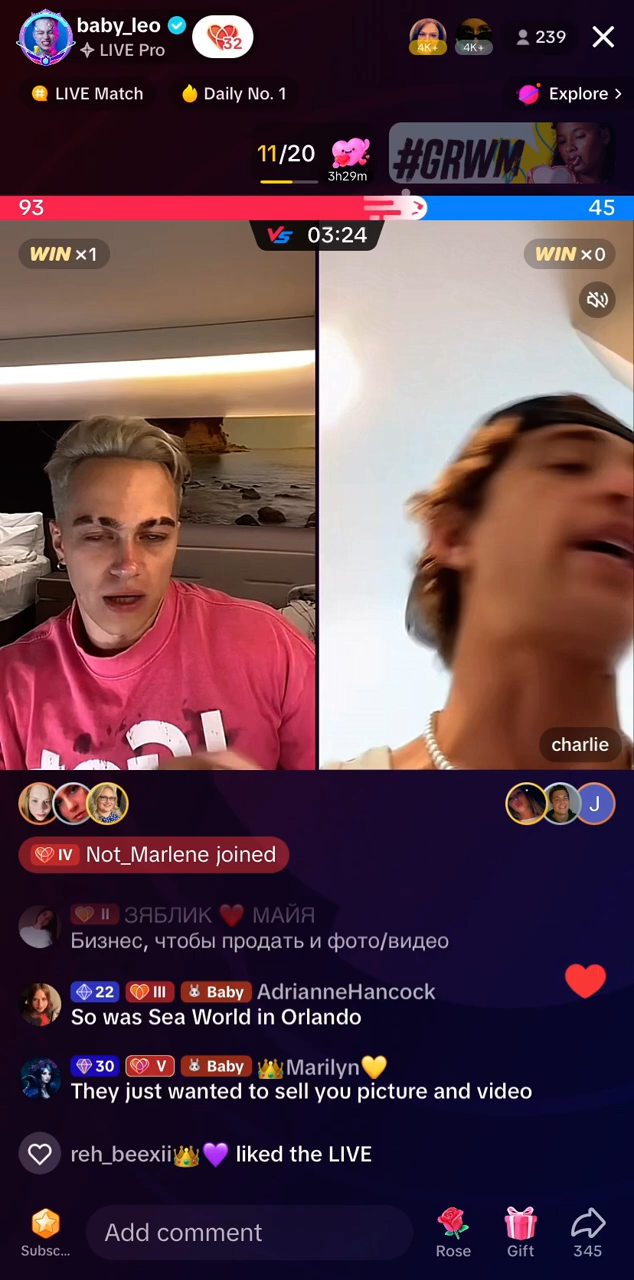 baby_leo
LIVE Pro
32
4K+
4K+
239
LIVE Match
Daily No. 1
Explore >
11/20
3h29m
#GRWM
93
45
VS 03:24
WIN ×1
WIN ×0
charlie
J
IV Not_Marlene joined
II ЗЯБЛИК ❤️ МАЙЯ
Бизнес, чтобы продать и фото/видео
22 III Baby AdrianneHancock
So was Sea World in Orlando
30 V Baby 👑Marilyn💛
They just wanted to sell you picture and video
reh_beexii👑💜 liked the LIVE
Subsc...
Add comment
Rose
Gift
345